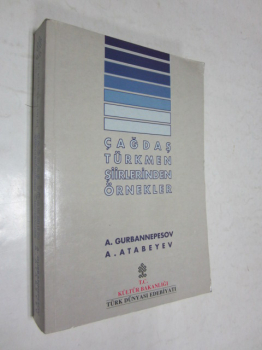 ÇAĞDAŞ
TÜRKMEN
ŞİİRLERİNDEN
ÖRNEKLER
A. GURBANNEPESOV
A. ATABEYEV
T.C.
KÜLTÜR BAKANLIĞI
TÜRK DÜNYASI EDEBİYATI